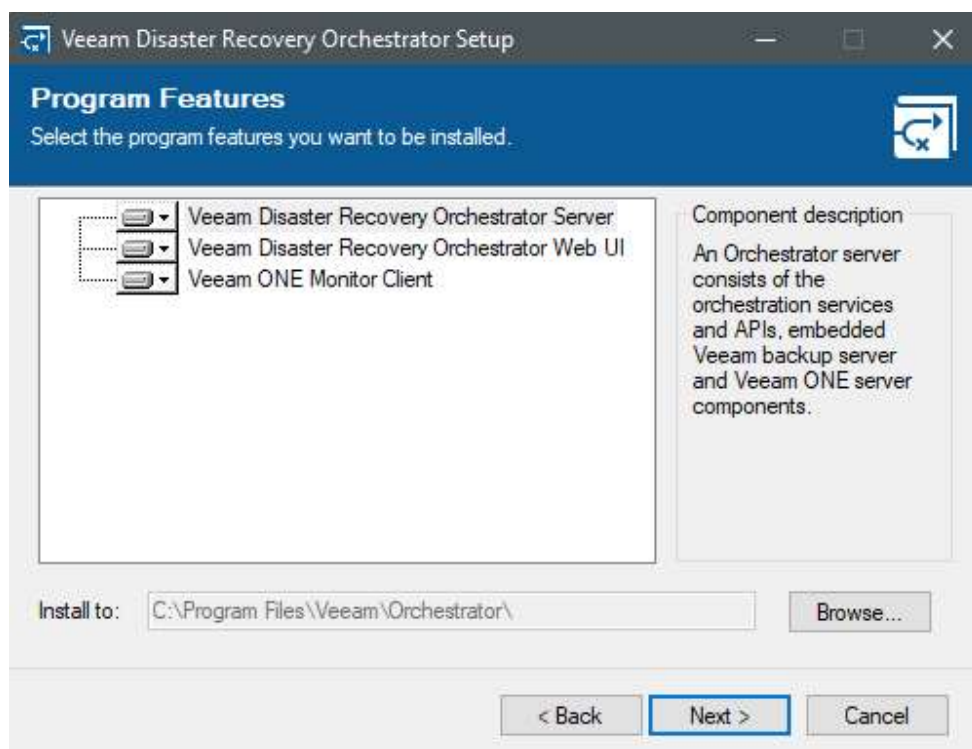 Veeam Disaster Recovery Orchestrator Setup
Program Features
Select the program features you want to be installed.
Veeam Disaster Recovery Orchestrator Server
Veeam Disaster Recovery Orchestrator Web UI
Veeam ONE Monitor Client
Component description
An Orchestrator server
consists of the
orchestration services
and APIs, embedded
Veeam backup server
and Veeam ONE server
components.
Install to:
C:\Program Files\Veeam\Orchestrator\
Browse...
< Back
Next >
Cancel